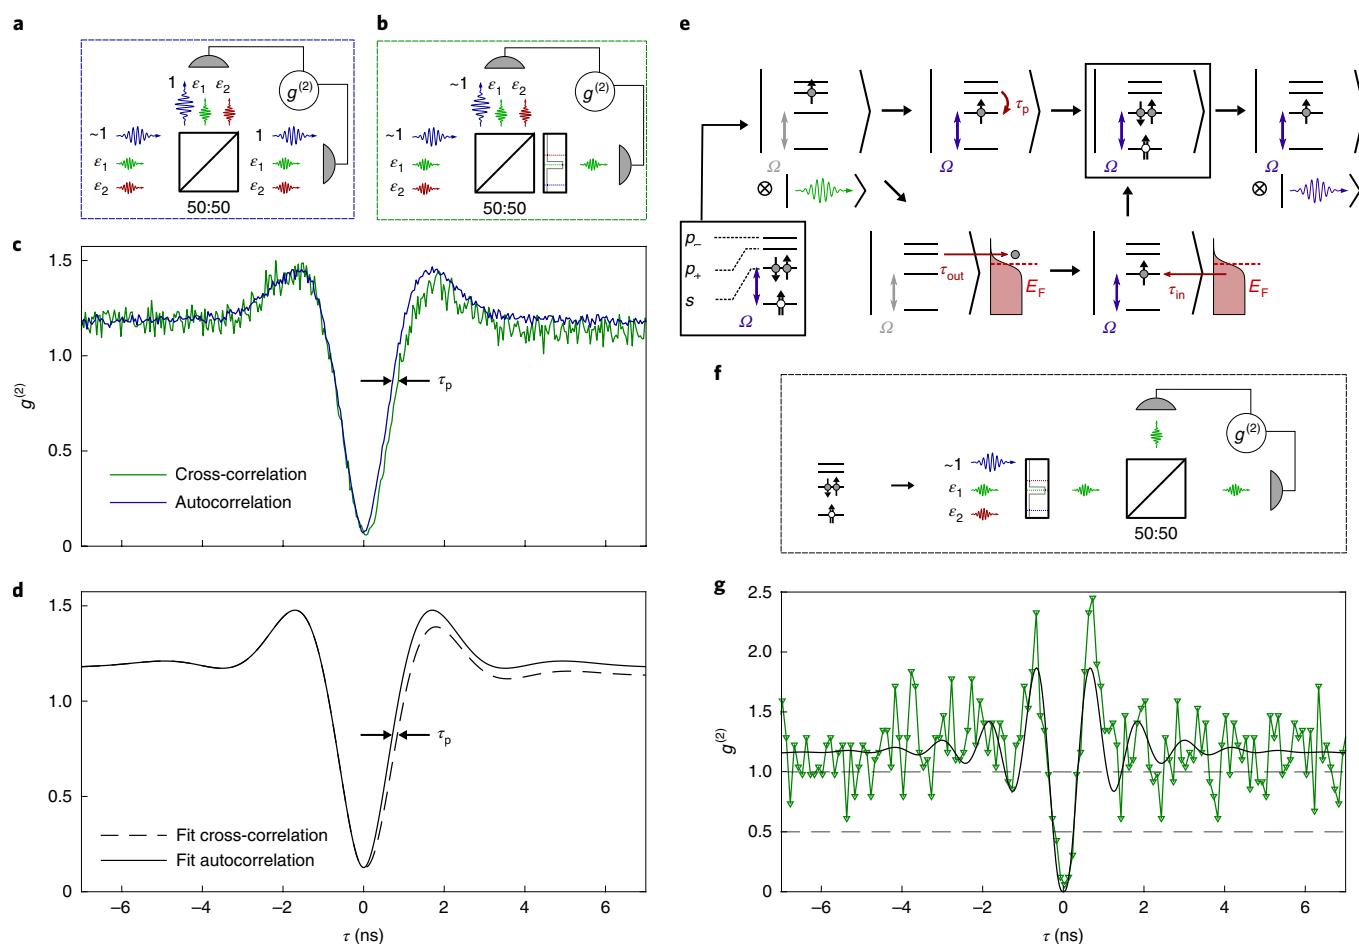 a
1 ε1 ε2
g(2)
~1
1
ε1
ε1
ε2
ε2
50:50
b
~1 ε1 ε2
g(2)
~1
ε1
ε2
50:50
c
1.5
1.0
0.5
0
g(2)
τp
Cross-correlation
Autocorrelation
d
1.5
1.0
0.5
0
τp
Fit cross-correlation
Fit autocorrelation
−6 −4 −2 0 2 4 6
τ (ns)
e
τp
Ω Ω Ω Ω
⊗ ⊗
p−
p+
s
Ω
τout
EF
Ω
τin
EF
Ω
f
g(2)
~1
ε1
ε2
50:50
g
2.5
2.0
1.5
1.0
0.5
0
g(2)
−6 −4 −2 0 2 4 6
τ (ns)